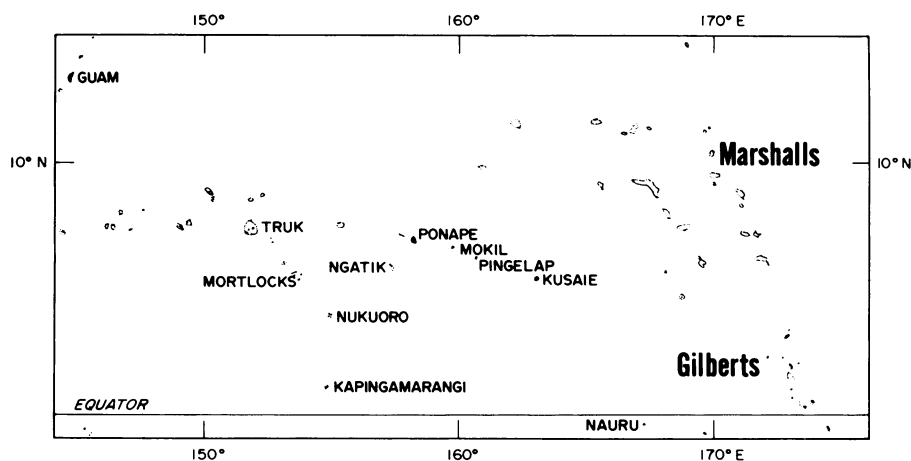 150° 160° 170° E
GUAM
10° N Marshalls 10° N
TRUK
PONAPE
MOKIL
NGATIK PINGELAP
MORTLOCKS KUSAIE
NUKUORO
Gilberts
KAPINGAMARANGI
EQUATOR
NAURU
150° 160° 170° E